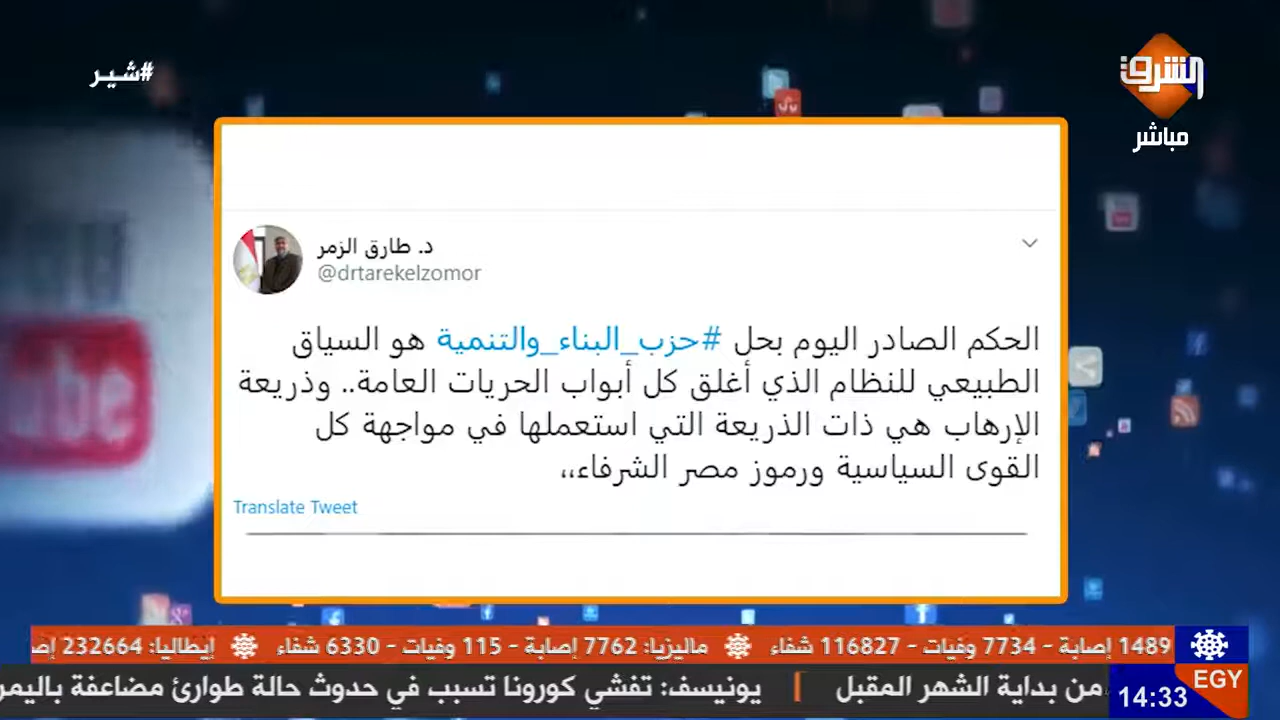 #شير
الشرق
مباشر
د. طارق الزمر
@drtarekelzomor
الحكم الصادر اليوم بحل #حزب_البناء_والتنمية هو السياق
الطبيعي للنظام الذي أغلق كل أبواب الحريات العامة.. وذريعة
الإرهاب هي ذات الذريعة التي استعملها في مواجهة كل
القوى السياسية ورموز مصر الشرفاء،،
Translate Tweet
1489 إصابة - 7734 وفيات - 116827 شفاء ماليزيا: 7762 إصابة - 115 وفيات - 6330 شفاء إيطاليا: 232664
من بداية الشهر المقبل | يونيسف: تفشي كورونا تسبب في حدوث حالة طوارئ مضاعفة
EGY
14:33